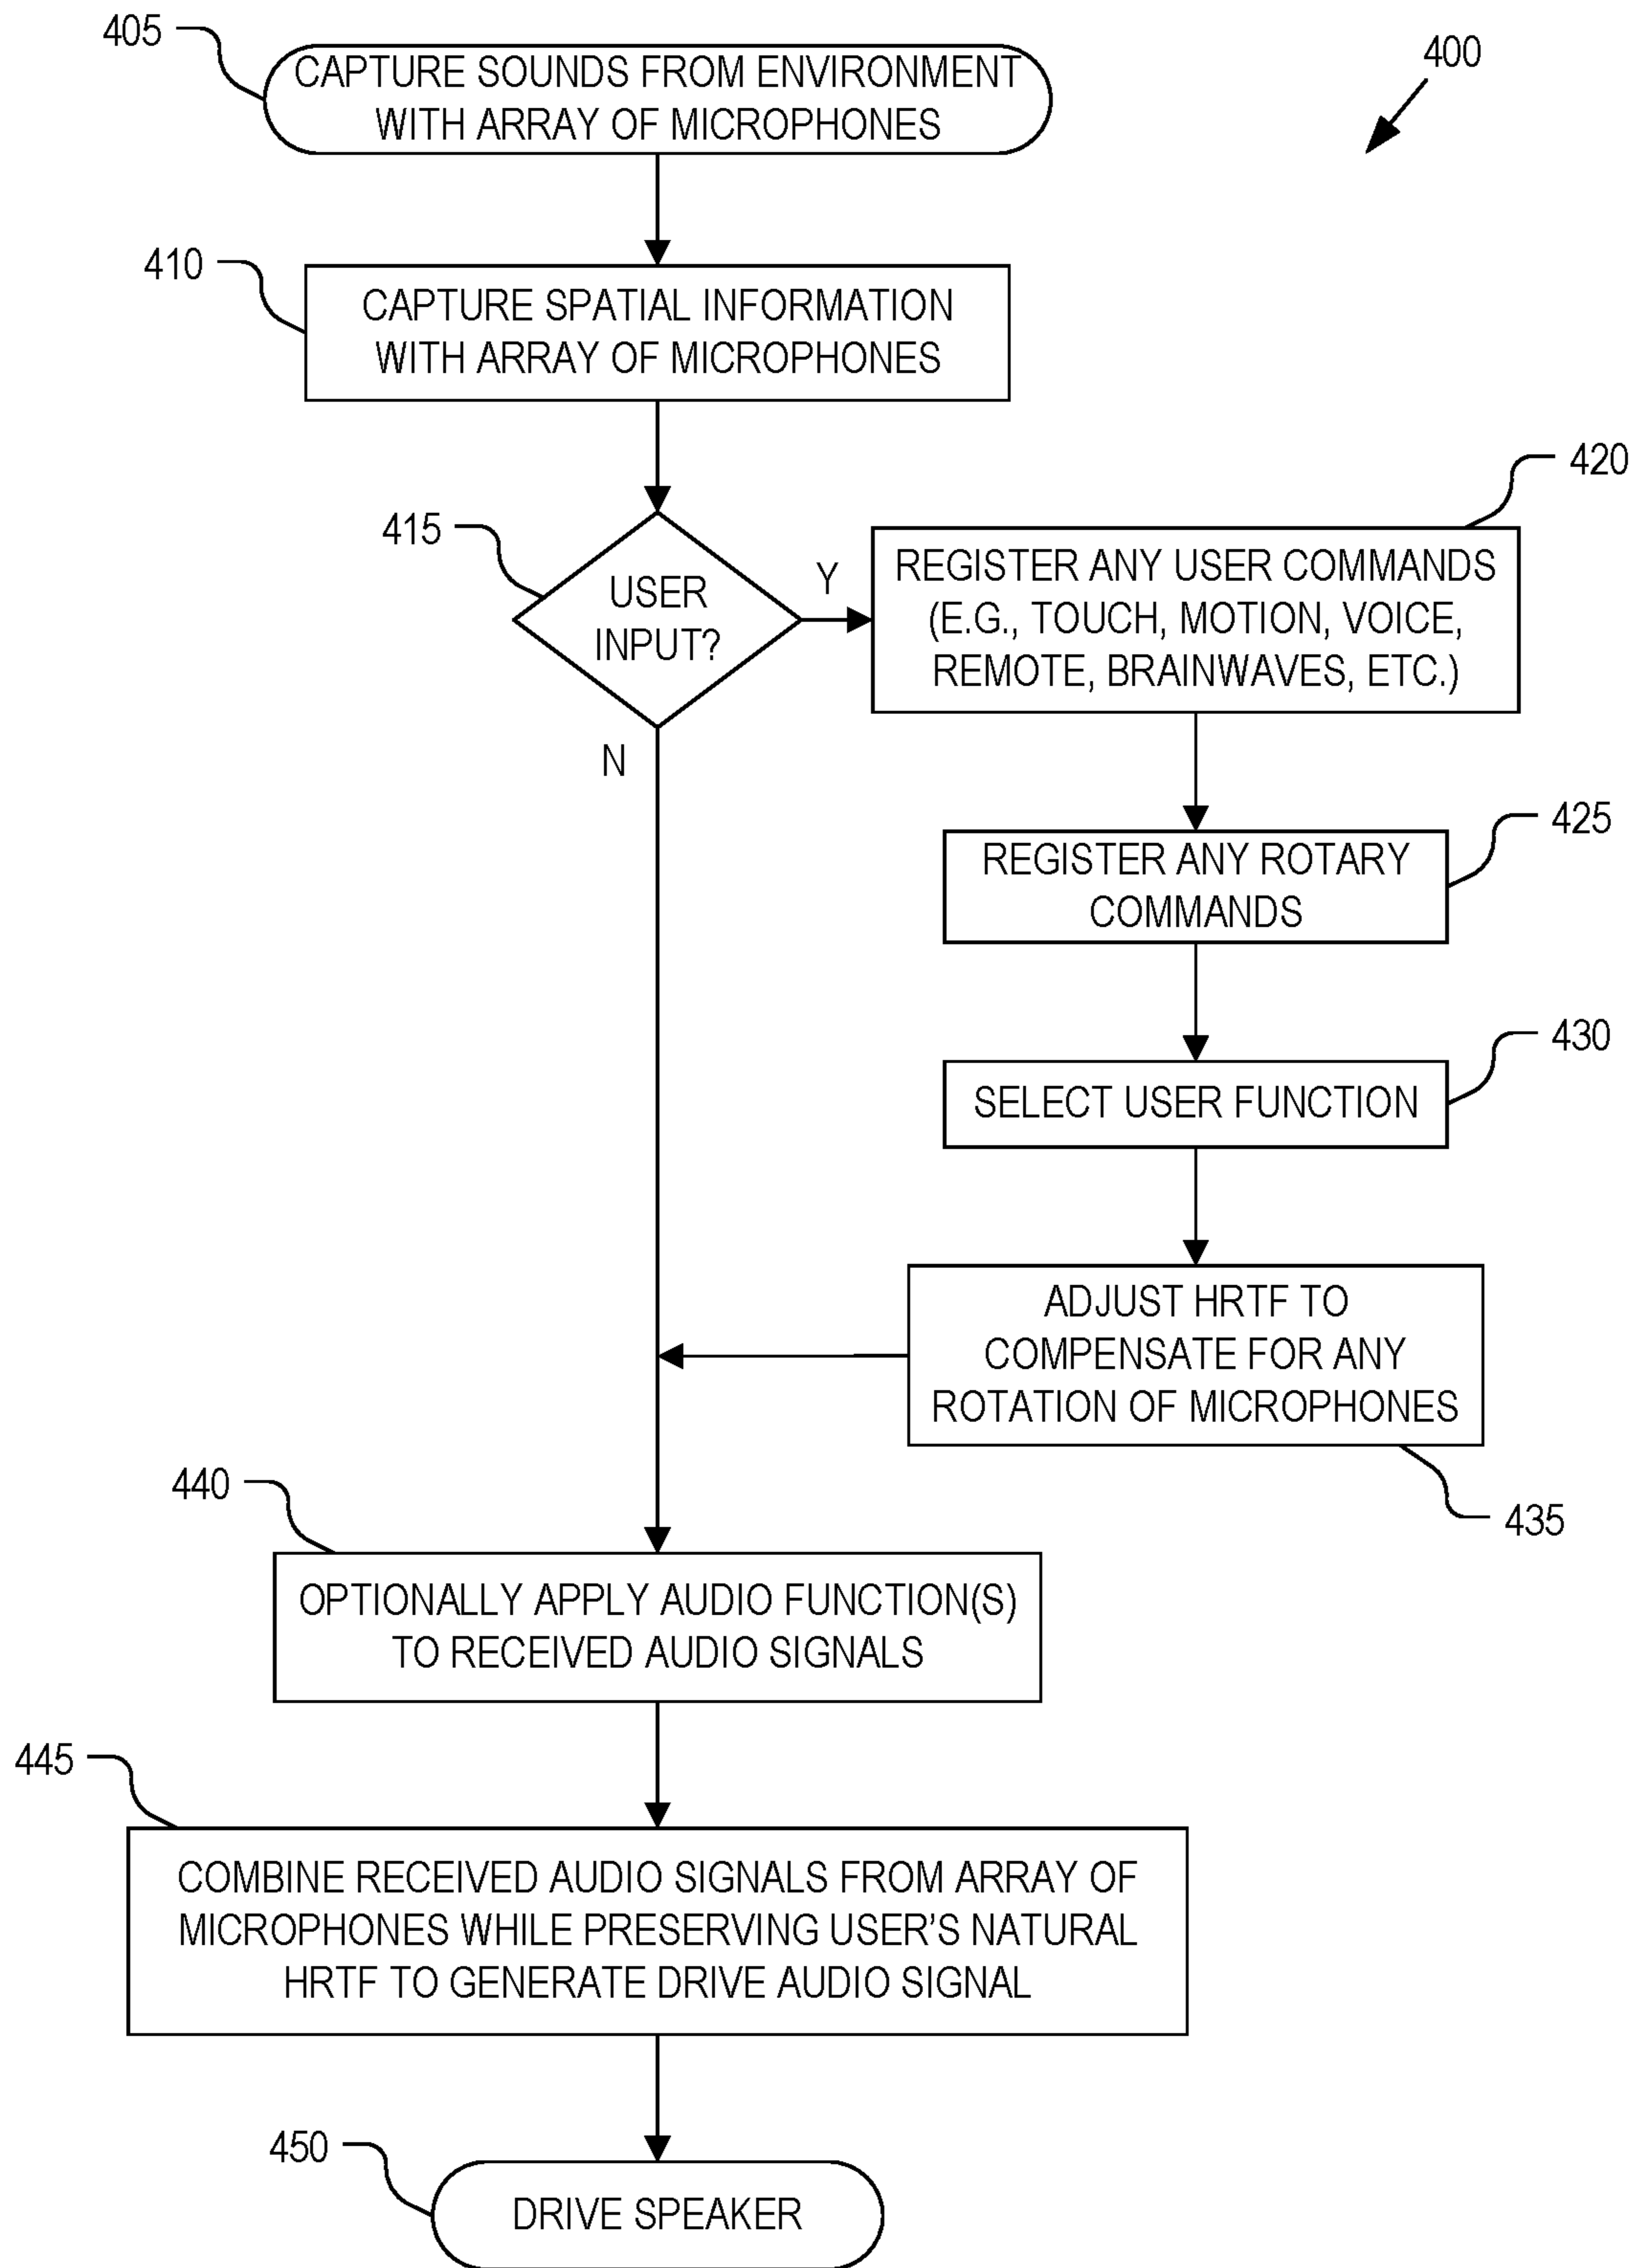 405
CAPTURE SOUNDS FROM ENVIRONMENT
WITH ARRAY OF MICROPHONES
400
410
CAPTURE SPATIAL INFORMATION
WITH ARRAY OF MICROPHONES
415
USER
INPUT?
Y
N
420
REGISTER ANY USER COMMANDS
(E.G., TOUCH, MOTION, VOICE,
REMOTE, BRAINWAVES, ETC.)
425
REGISTER ANY ROTARY
COMMANDS
430
SELECT USER FUNCTION
ADJUST HRTF TO
COMPENSATE FOR ANY
ROTATION OF MICROPHONES
435
440
OPTIONALLY APPLY AUDIO FUNCTION(S)
TO RECEIVED AUDIO SIGNALS
445
COMBINE RECEIVED AUDIO SIGNALS FROM ARRAY OF
MICROPHONES WHILE PRESERVING USER'S NATURAL
HRTF TO GENERATE DRIVE AUDIO SIGNAL
450
DRIVE SPEAKER